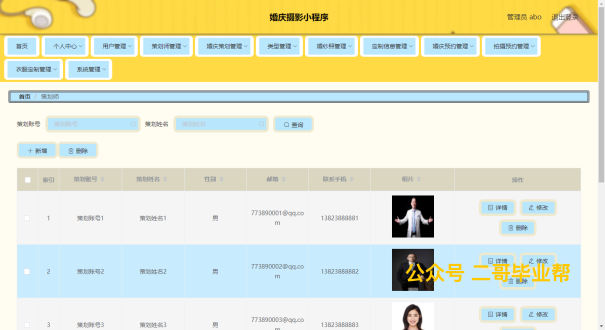 婚庆摄影小程序
管理员 abo 退出登录
首页 个人中心 用户管理 策划师管理 婚庆策划管理 类型管理 婚纱照管理 定制信息管理 婚庆预约管理 拍摄预约管理
衣服定制管理 系统管理
首页 / 策划师
策划账号 策划账号 策划姓名 策划姓名 查询
+ 新增 删除
索引 策划账号 策划姓名 性别 邮箱 联系手机 照片 操作
1 策划账号1 策划姓名1 男 773890001@qq.com 13823888881 详情 修改
删除
2 策划账号2 策划姓名2 男 773890002@qq.com 13823888882 详情 修改
删除
公众号 二哥毕业帮
3 策划账号3 策划姓名3 男 773890003@qq.co 13823888883 详情 修改